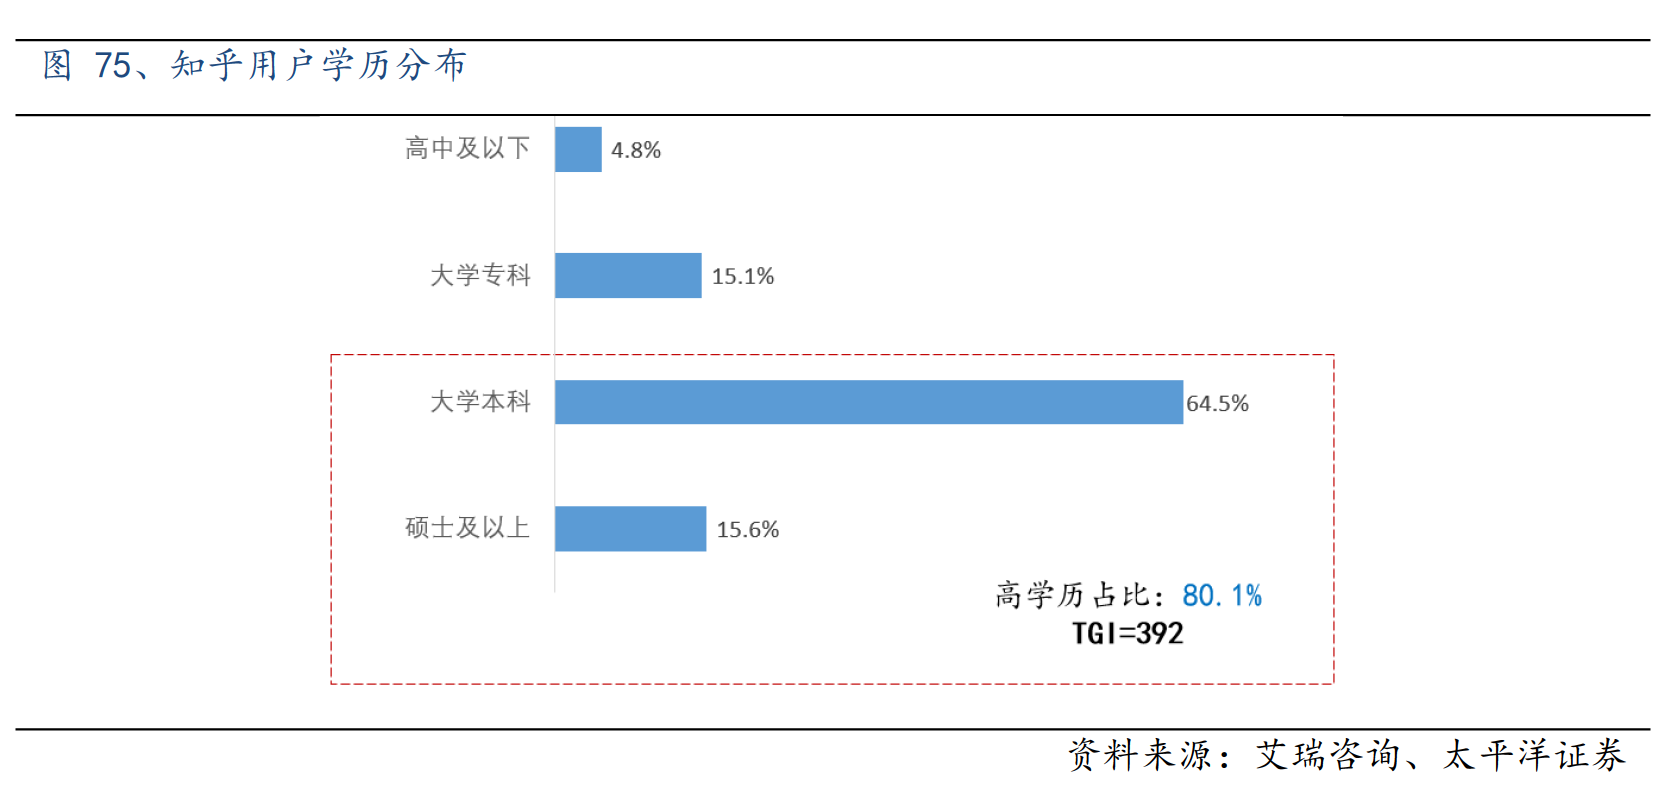 图 75、知乎用户学历分布
高中及以下 4.8%
大学专科 15.1%
大学本科 64.5%
硕士及以上 15.6%
高学历占比：80.1%
TGI=392
资料来源：艾瑞咨询、太平洋证券